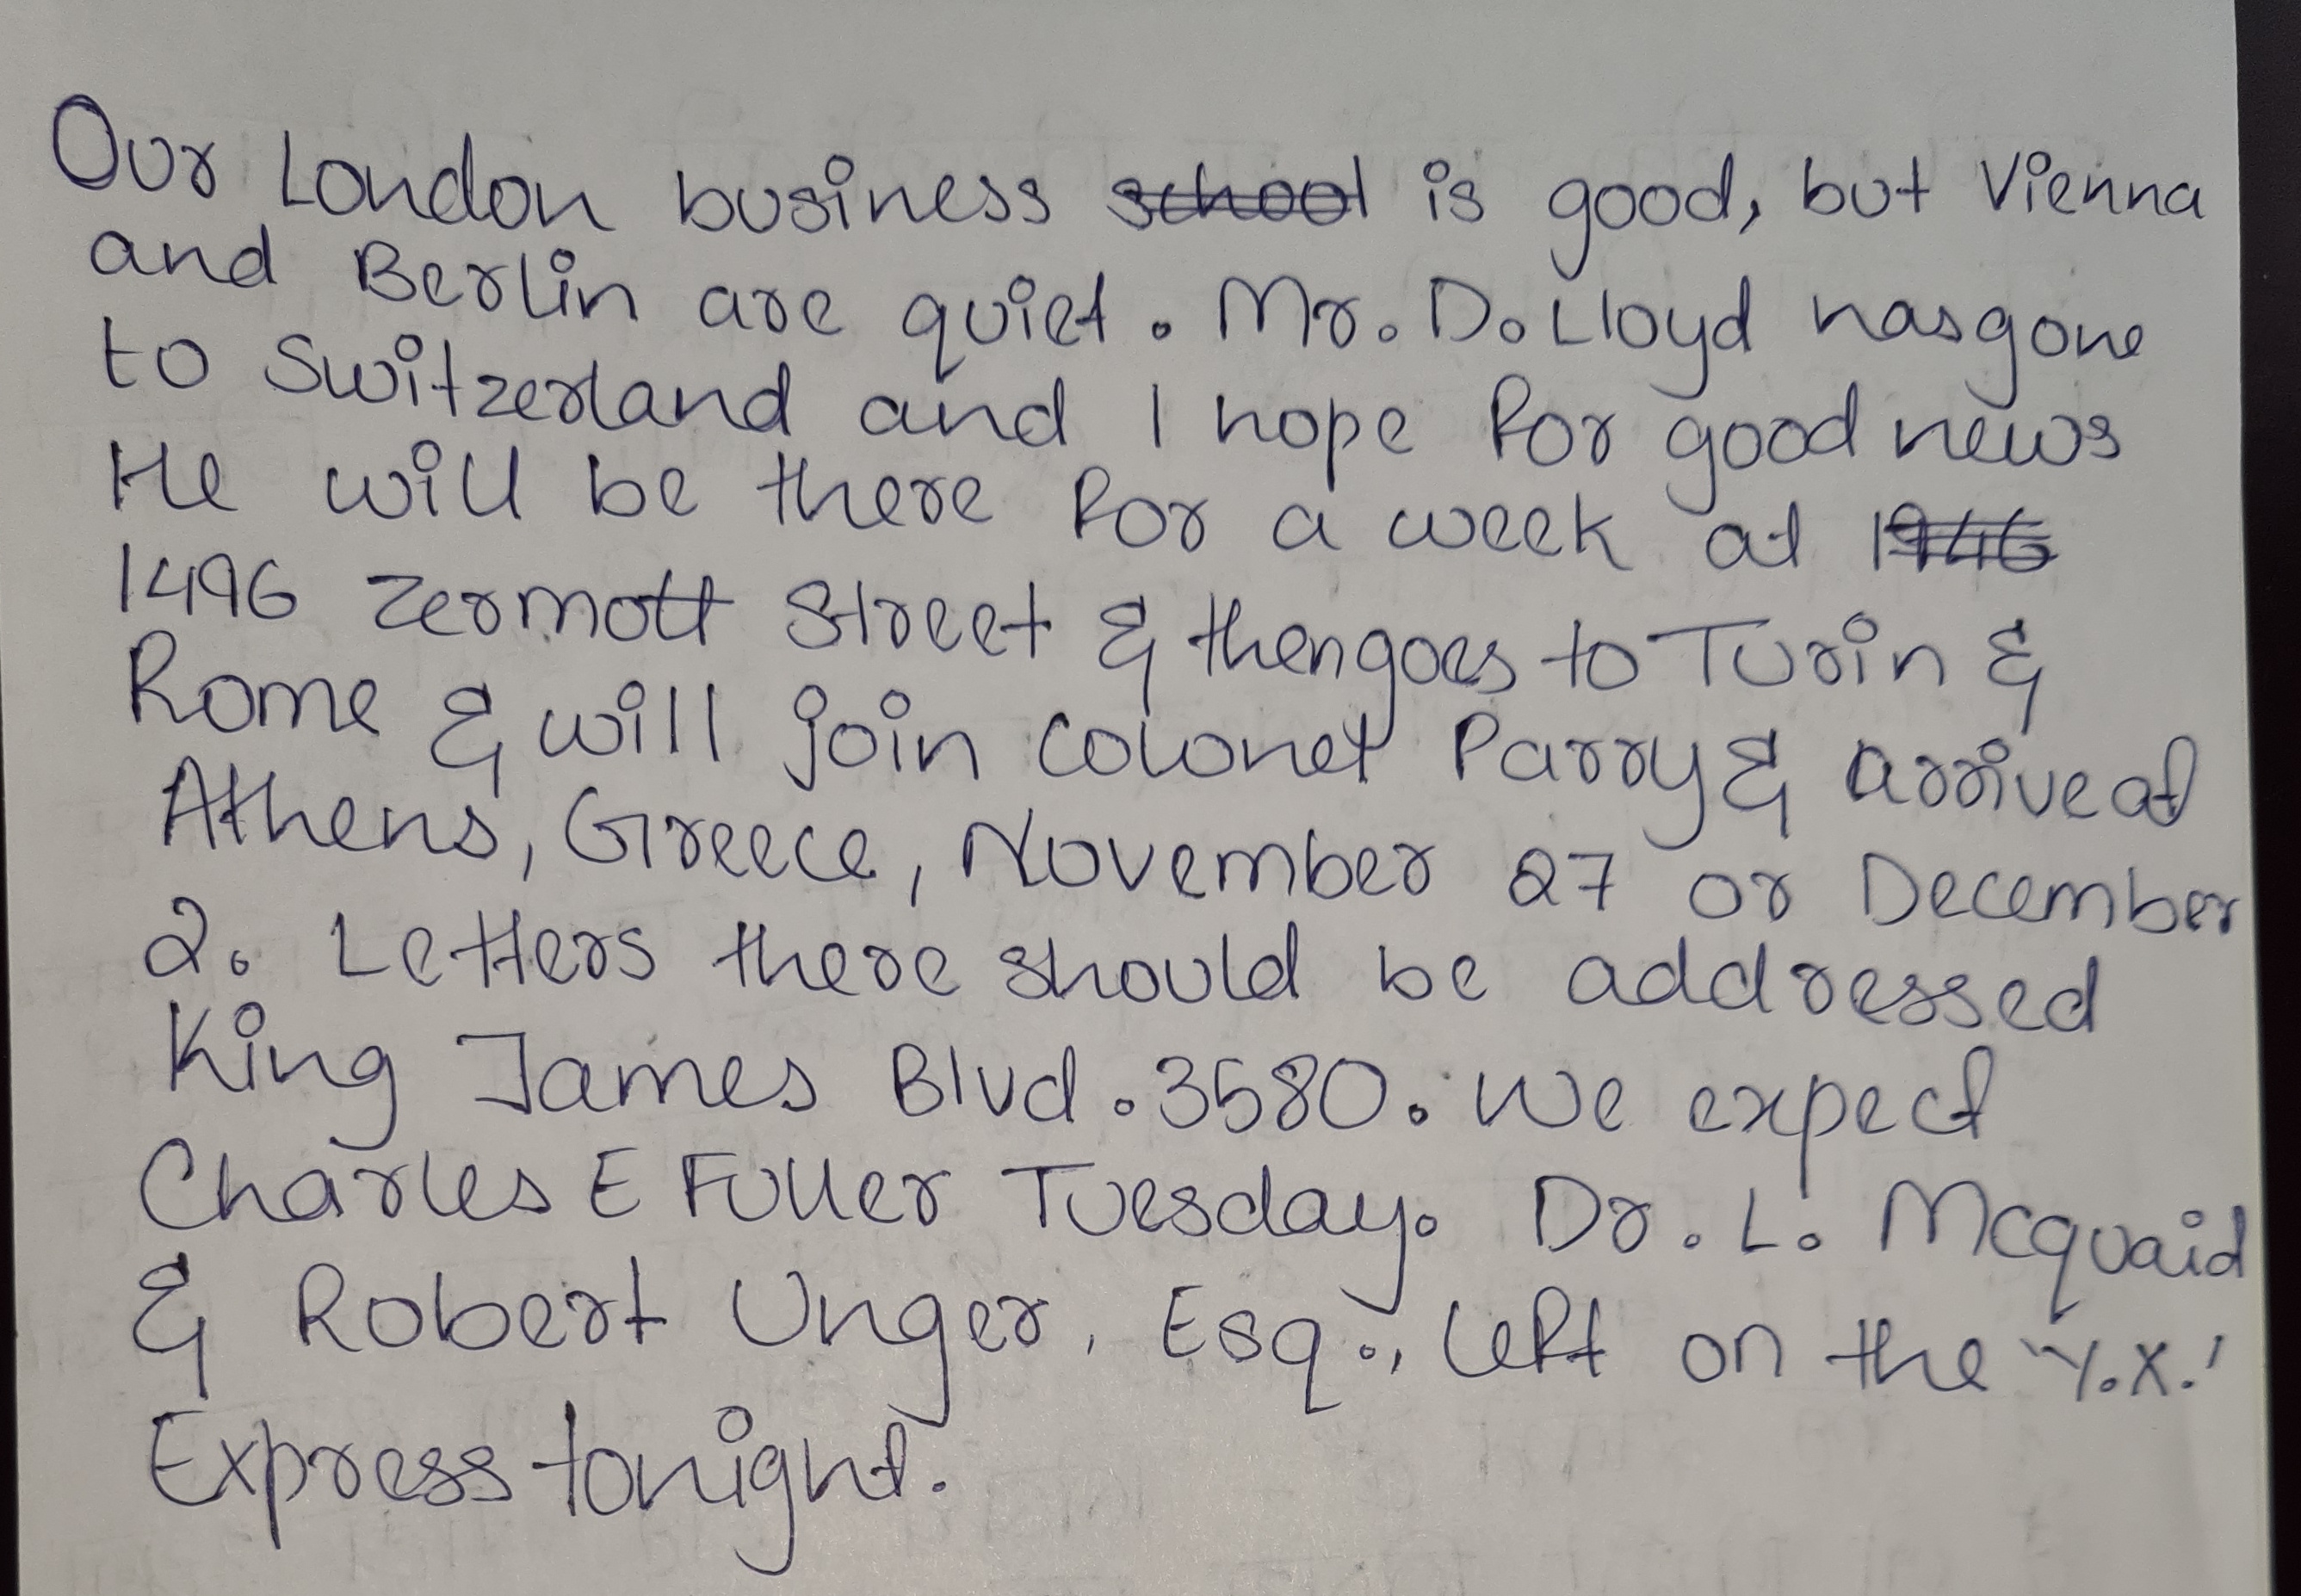 Our London business ~~school~~ is good, but Vienna
and Berlin are quiet. Mr. D. Lloyd has gone
to Switzerland and I hope for good news
He will be there for a week at ~~1946~~
1496 Zermott Street & then goes to Turin &
Rome & will join Colonel Parry & arrive at
Athens, Greece, November 27 or December
2. Letters there should be addressed
King James Blvd. 3580. We expect
Charles E Fuller Tuesday. Dr. L. Mcquaid
& Robert Unger, Esq., left on the 'Y.X.'
Express tonight.